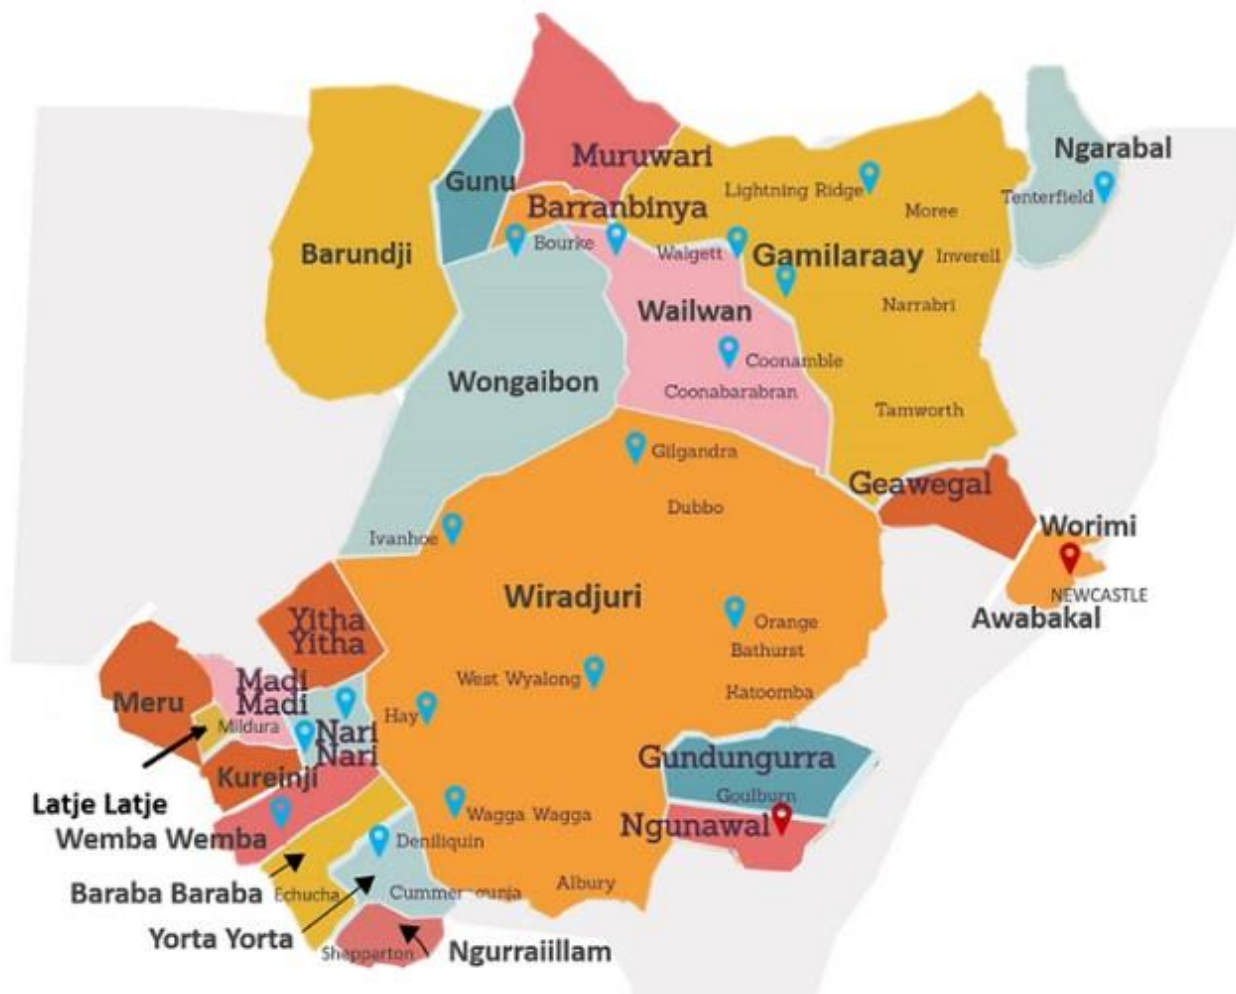 Muruwari
Ngarabal
Gunu
Lightning Ridge
Tenterfield
Barranbinya
Moree
Bourke
Walgett
Gamilaraay
Inverell
Barundji
Narrabri
Wailwan
Coonamble
Wongaibon
Coonabarabran
Tamworth
Gilgandra
Geawegal
Dubbo
Worimi
Ivanhoe
NEWCASTLE
Wiradjuri
Awabakal
Yitha
Yitha
Orange
Bathurst
West Wyalong
Katoomba
Madi
Madi
Meru
Hay
Mildura
Nari
Nari
Gundungurra
Kureinji
Goulburn
Latje Latje
Wagga Wagga
Ngunawal
Wemba Wemba
Deniliquin
Baraba Baraba
Echucha
Albury
Yorta Yorta
Ngurraiillam
Shepparton